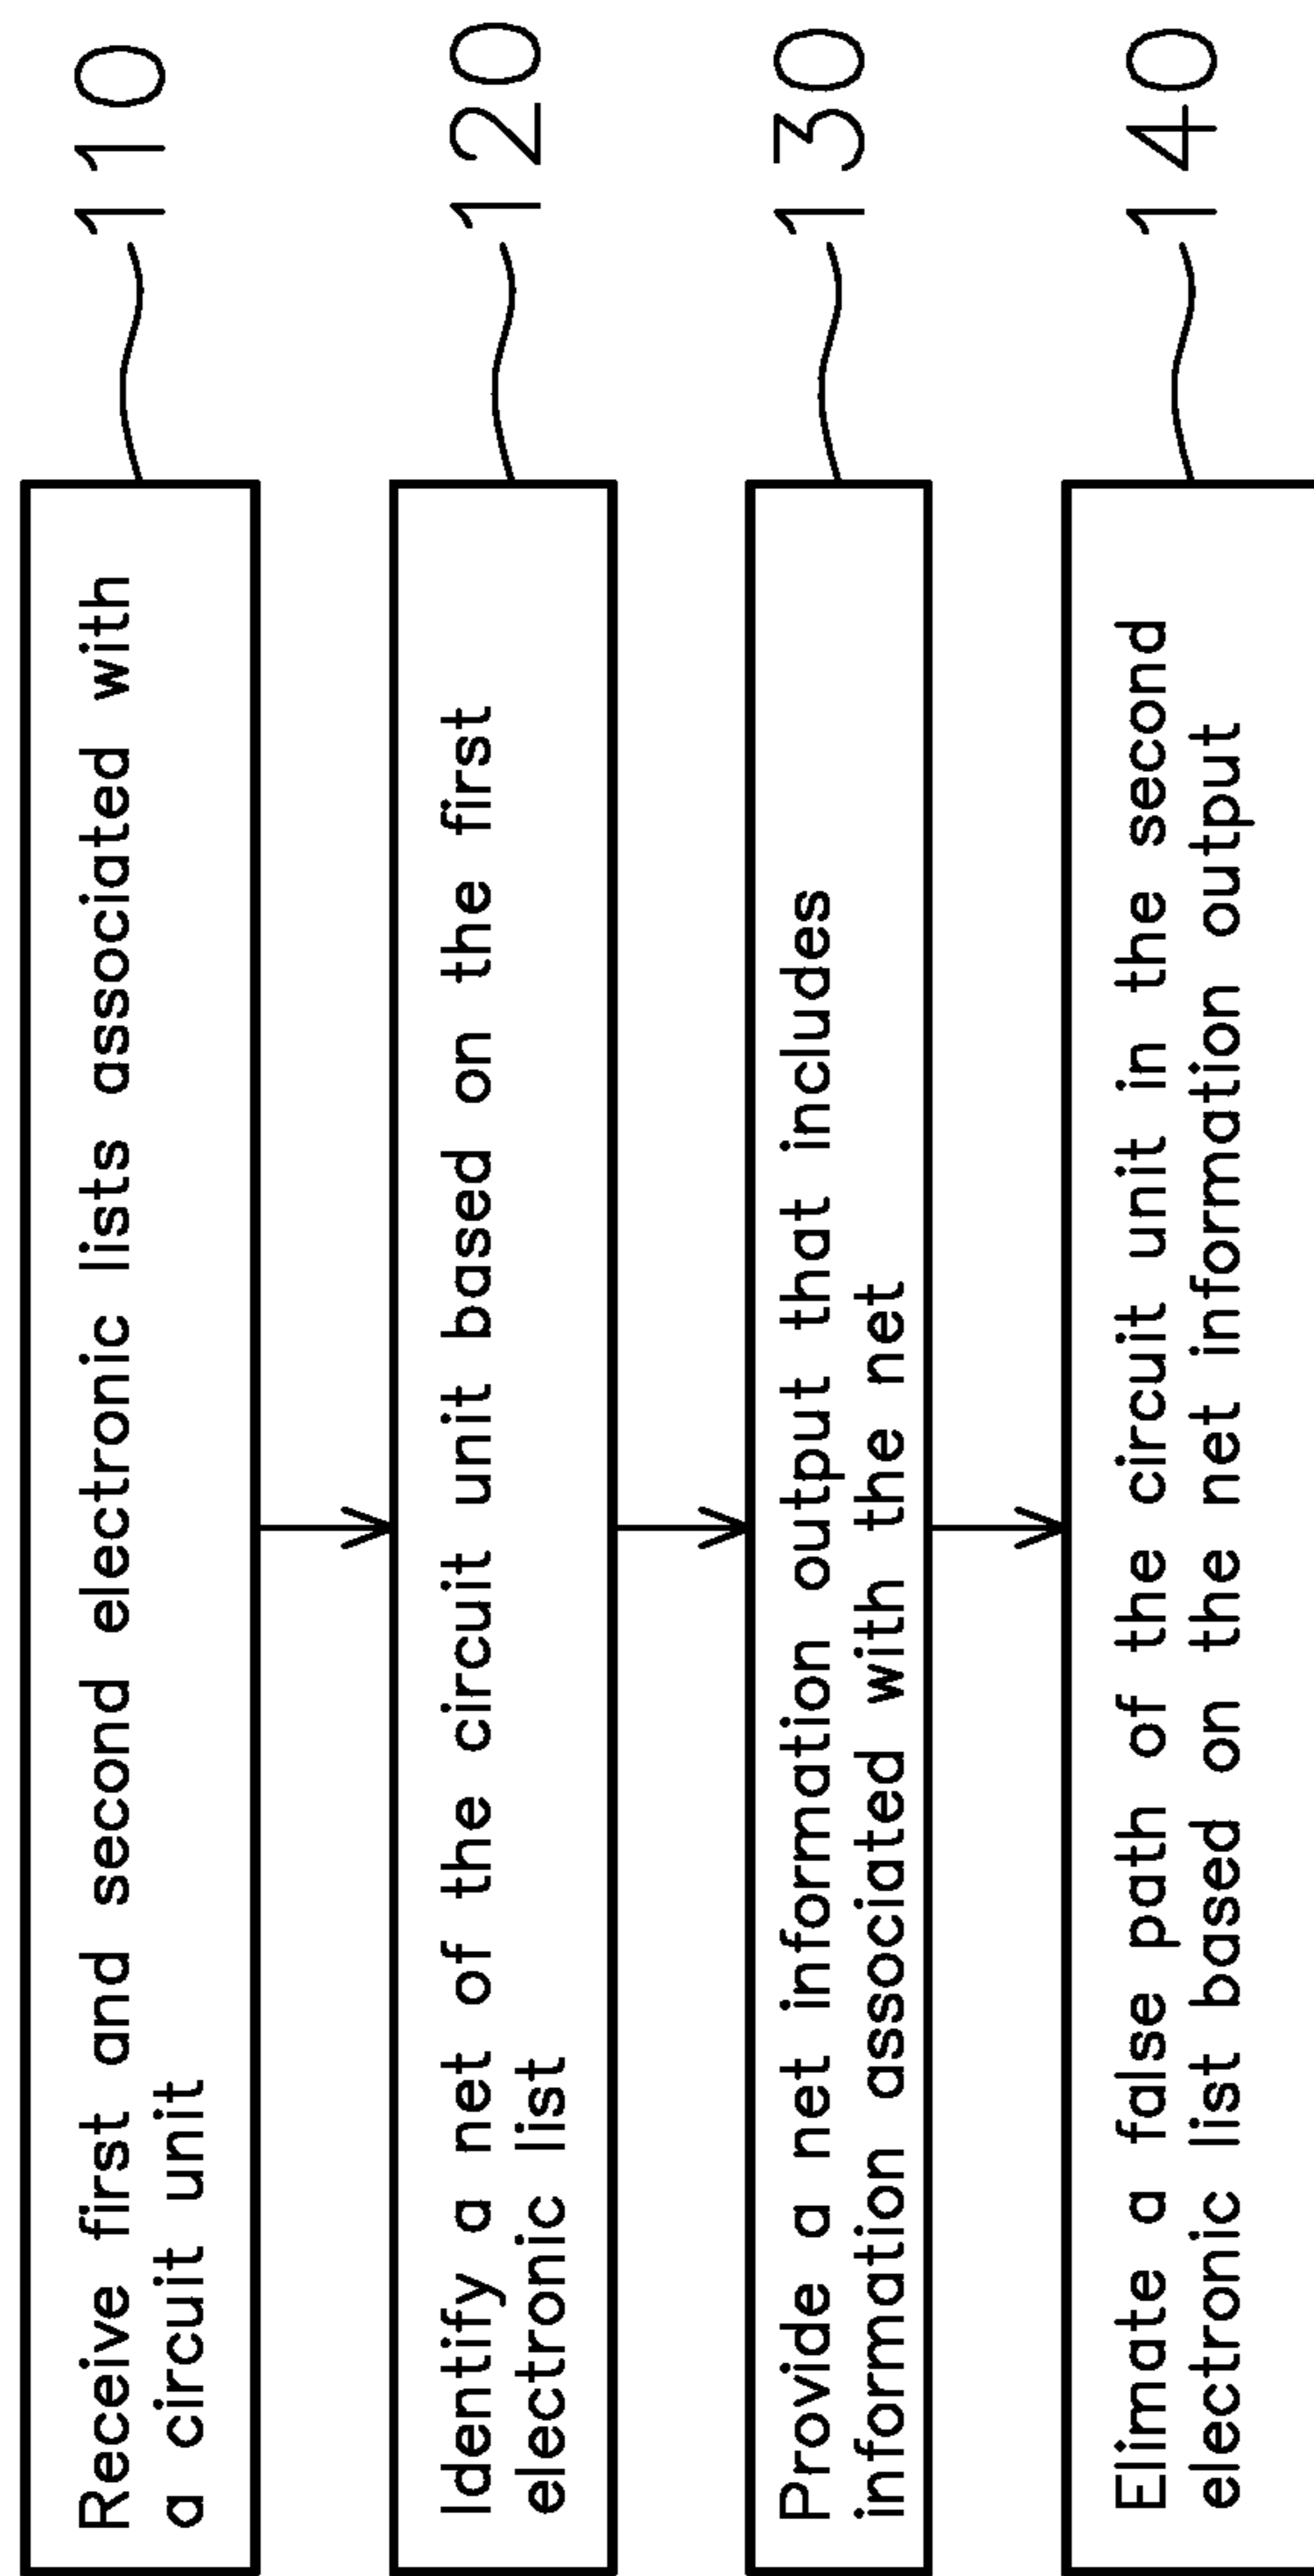 Receive first and second electronic lists associated with
a circuit unit
110
Identify a net of the circuit unit based on the first
electronic list
120
Provide a net information output that includes
information associated with the net
130
Elimate a false path of the circuit unit in the second
electronic list based on the net information output
140